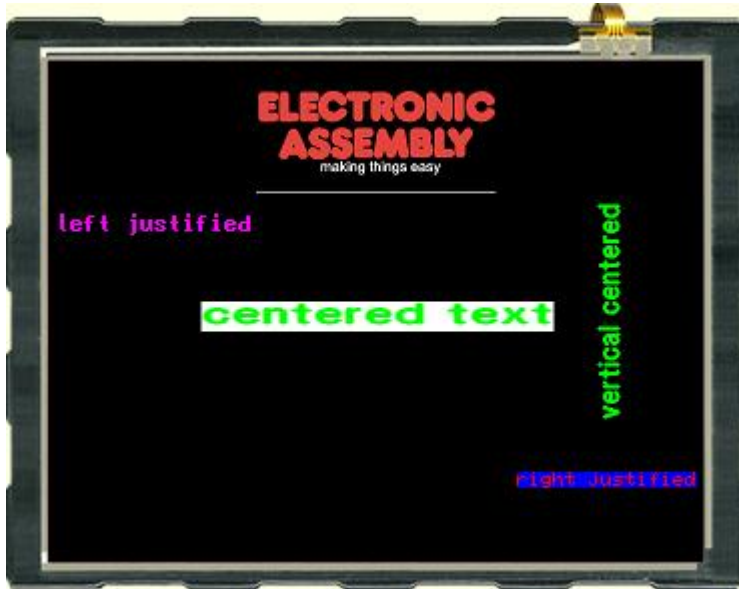 ELECTRONIC
ASSEMBLY
making things easy
left justified
vertical centered
centered text
right Justified